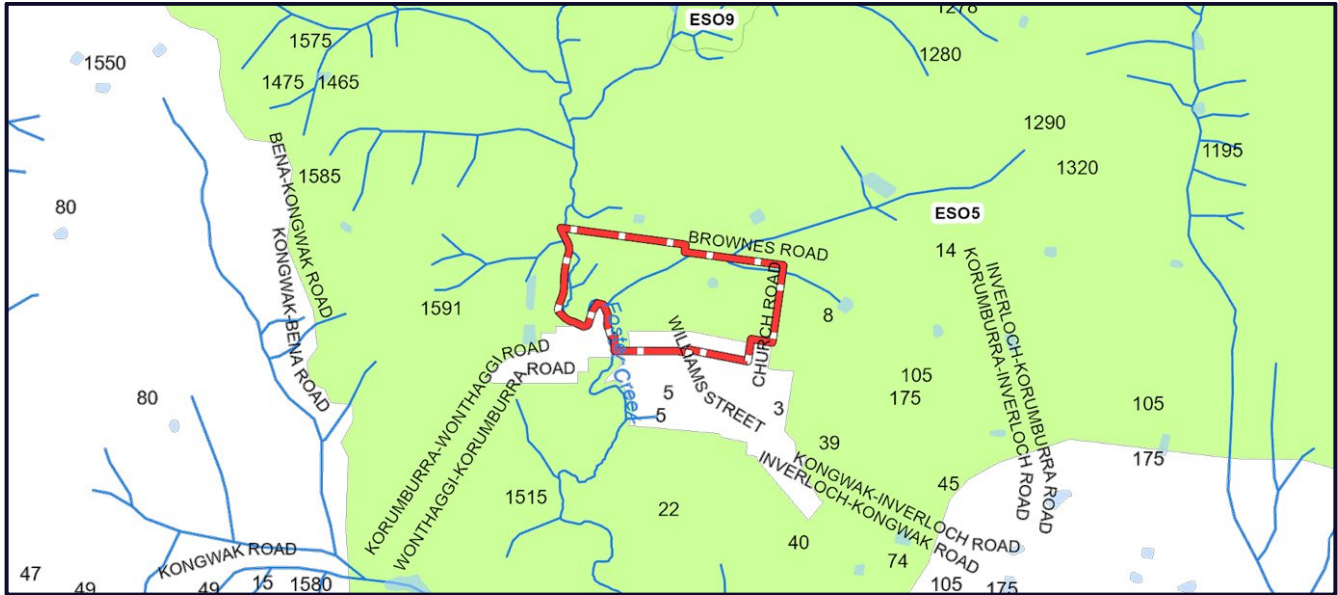 ESO9
1278
1575
1280
1550
1475
1465
1290
1195
1320
BENA-KONGWAK ROAD
1585
80
ESO5
BROWNES ROAD
14
KONGWAK-BENA ROAD
INVERLOCH-KORUMBURRA ROAD
KORUMBURRA-INVERLOCH ROAD
CHURCH ROAD
1591
Foster Creek
8
WILLIAMS STREET
KORUMBURRA-WONTHAGGI ROAD
WONTHAGGI-KORUMBURRA ROAD
105
175
80
5
5
3
105
39
175
KONGWAK-INVERLOCH ROAD
INVERLOCH-KONGWAK ROAD
45
1515
22
40
KONGWAK ROAD
74
47
49
49
15
1580
105
175